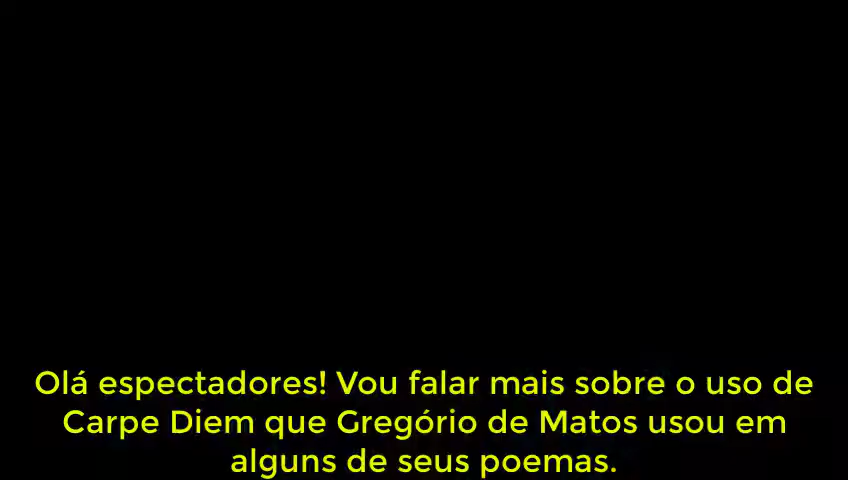 Olá espectadores! Vou falar mais sobre o uso de
Carpe Diem que Gregório de Matos usou em
alguns de seus poemas.